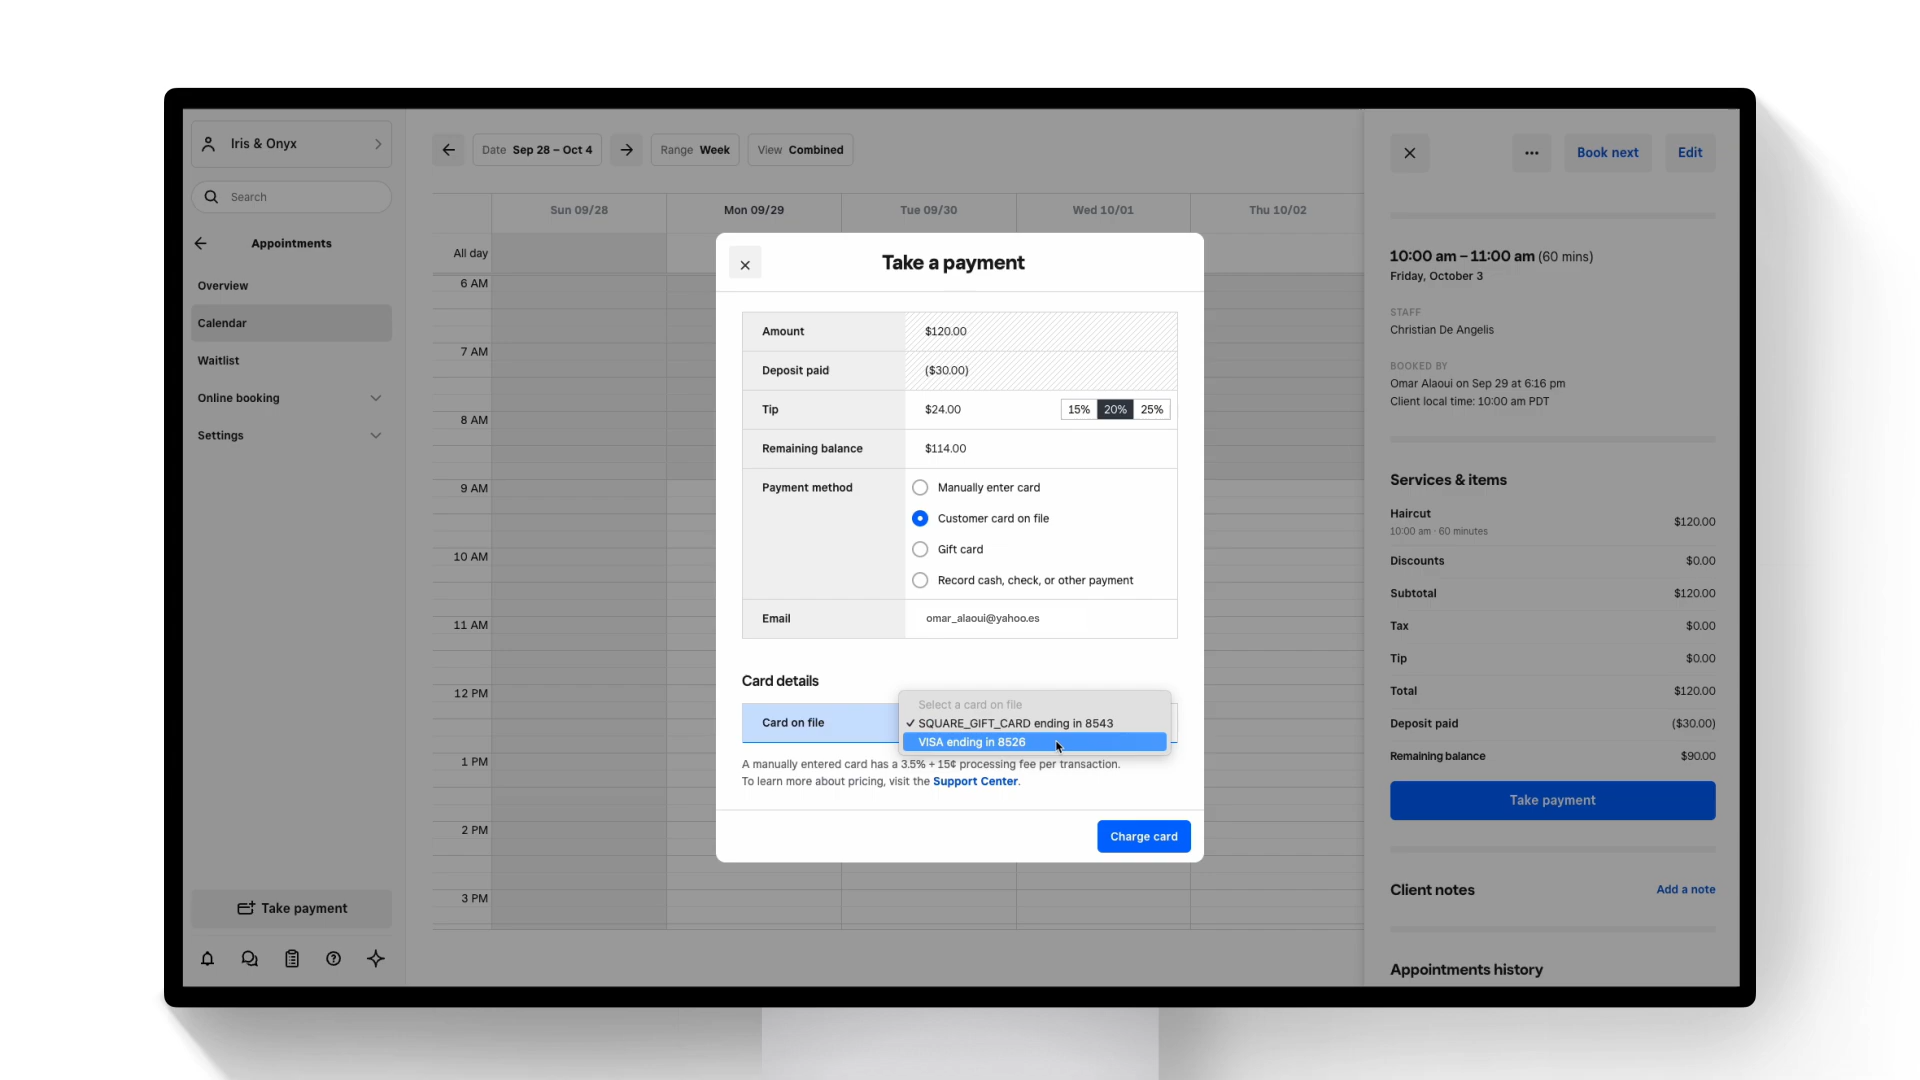 Iris & Onyx
Search
Appointments
Overview
Calendar
Waitlist
Online booking
Settings
Take payment
Date Sep 28 – Oct 4
Range Week
View Combined
Sun 09/28
Mon 09/29
Tue 09/30
Wed 10/01
Thu 10/02
All day
6 AM
7 AM
8 AM
9 AM
10 AM
11 AM
12 PM
1 PM
2 PM
3 PM
Take a payment
Amount $120.00
Deposit paid ($30.00)
Tip $24.00 15% 20% 25%
Remaining balance $114.00
Payment method Manually enter card
Customer card on file
Gift card
Record cash, check, or other payment
Email omar_alaoui@yahoo.es
Card details
Select a card on file
Card on file ✓ SQUARE_GIFT_CARD ending in 8543
VISA ending in 8526
A manually entered card has a 3.5% + 15¢ processing fee per transaction.
To learn more about pricing, visit the Support Center.
Charge card
Book next
Edit
10:00 am – 11:00 am (60 mins)
Friday, October 3
STAFF
Christian De Angelis
BOOKED BY
Omar Alaoui on Sep 29 at 6:16 pm
Client local time: 10:00 am PDT
Services & items
Haircut $120.00
10:00 am · 60 minutes
Discounts $0.00
Subtotal $120.00
Tax $0.00
Tip $0.00
Total $120.00
Deposit paid ($30.00)
Remaining balance $90.00
Take payment
Client notes Add a note
Appointments history